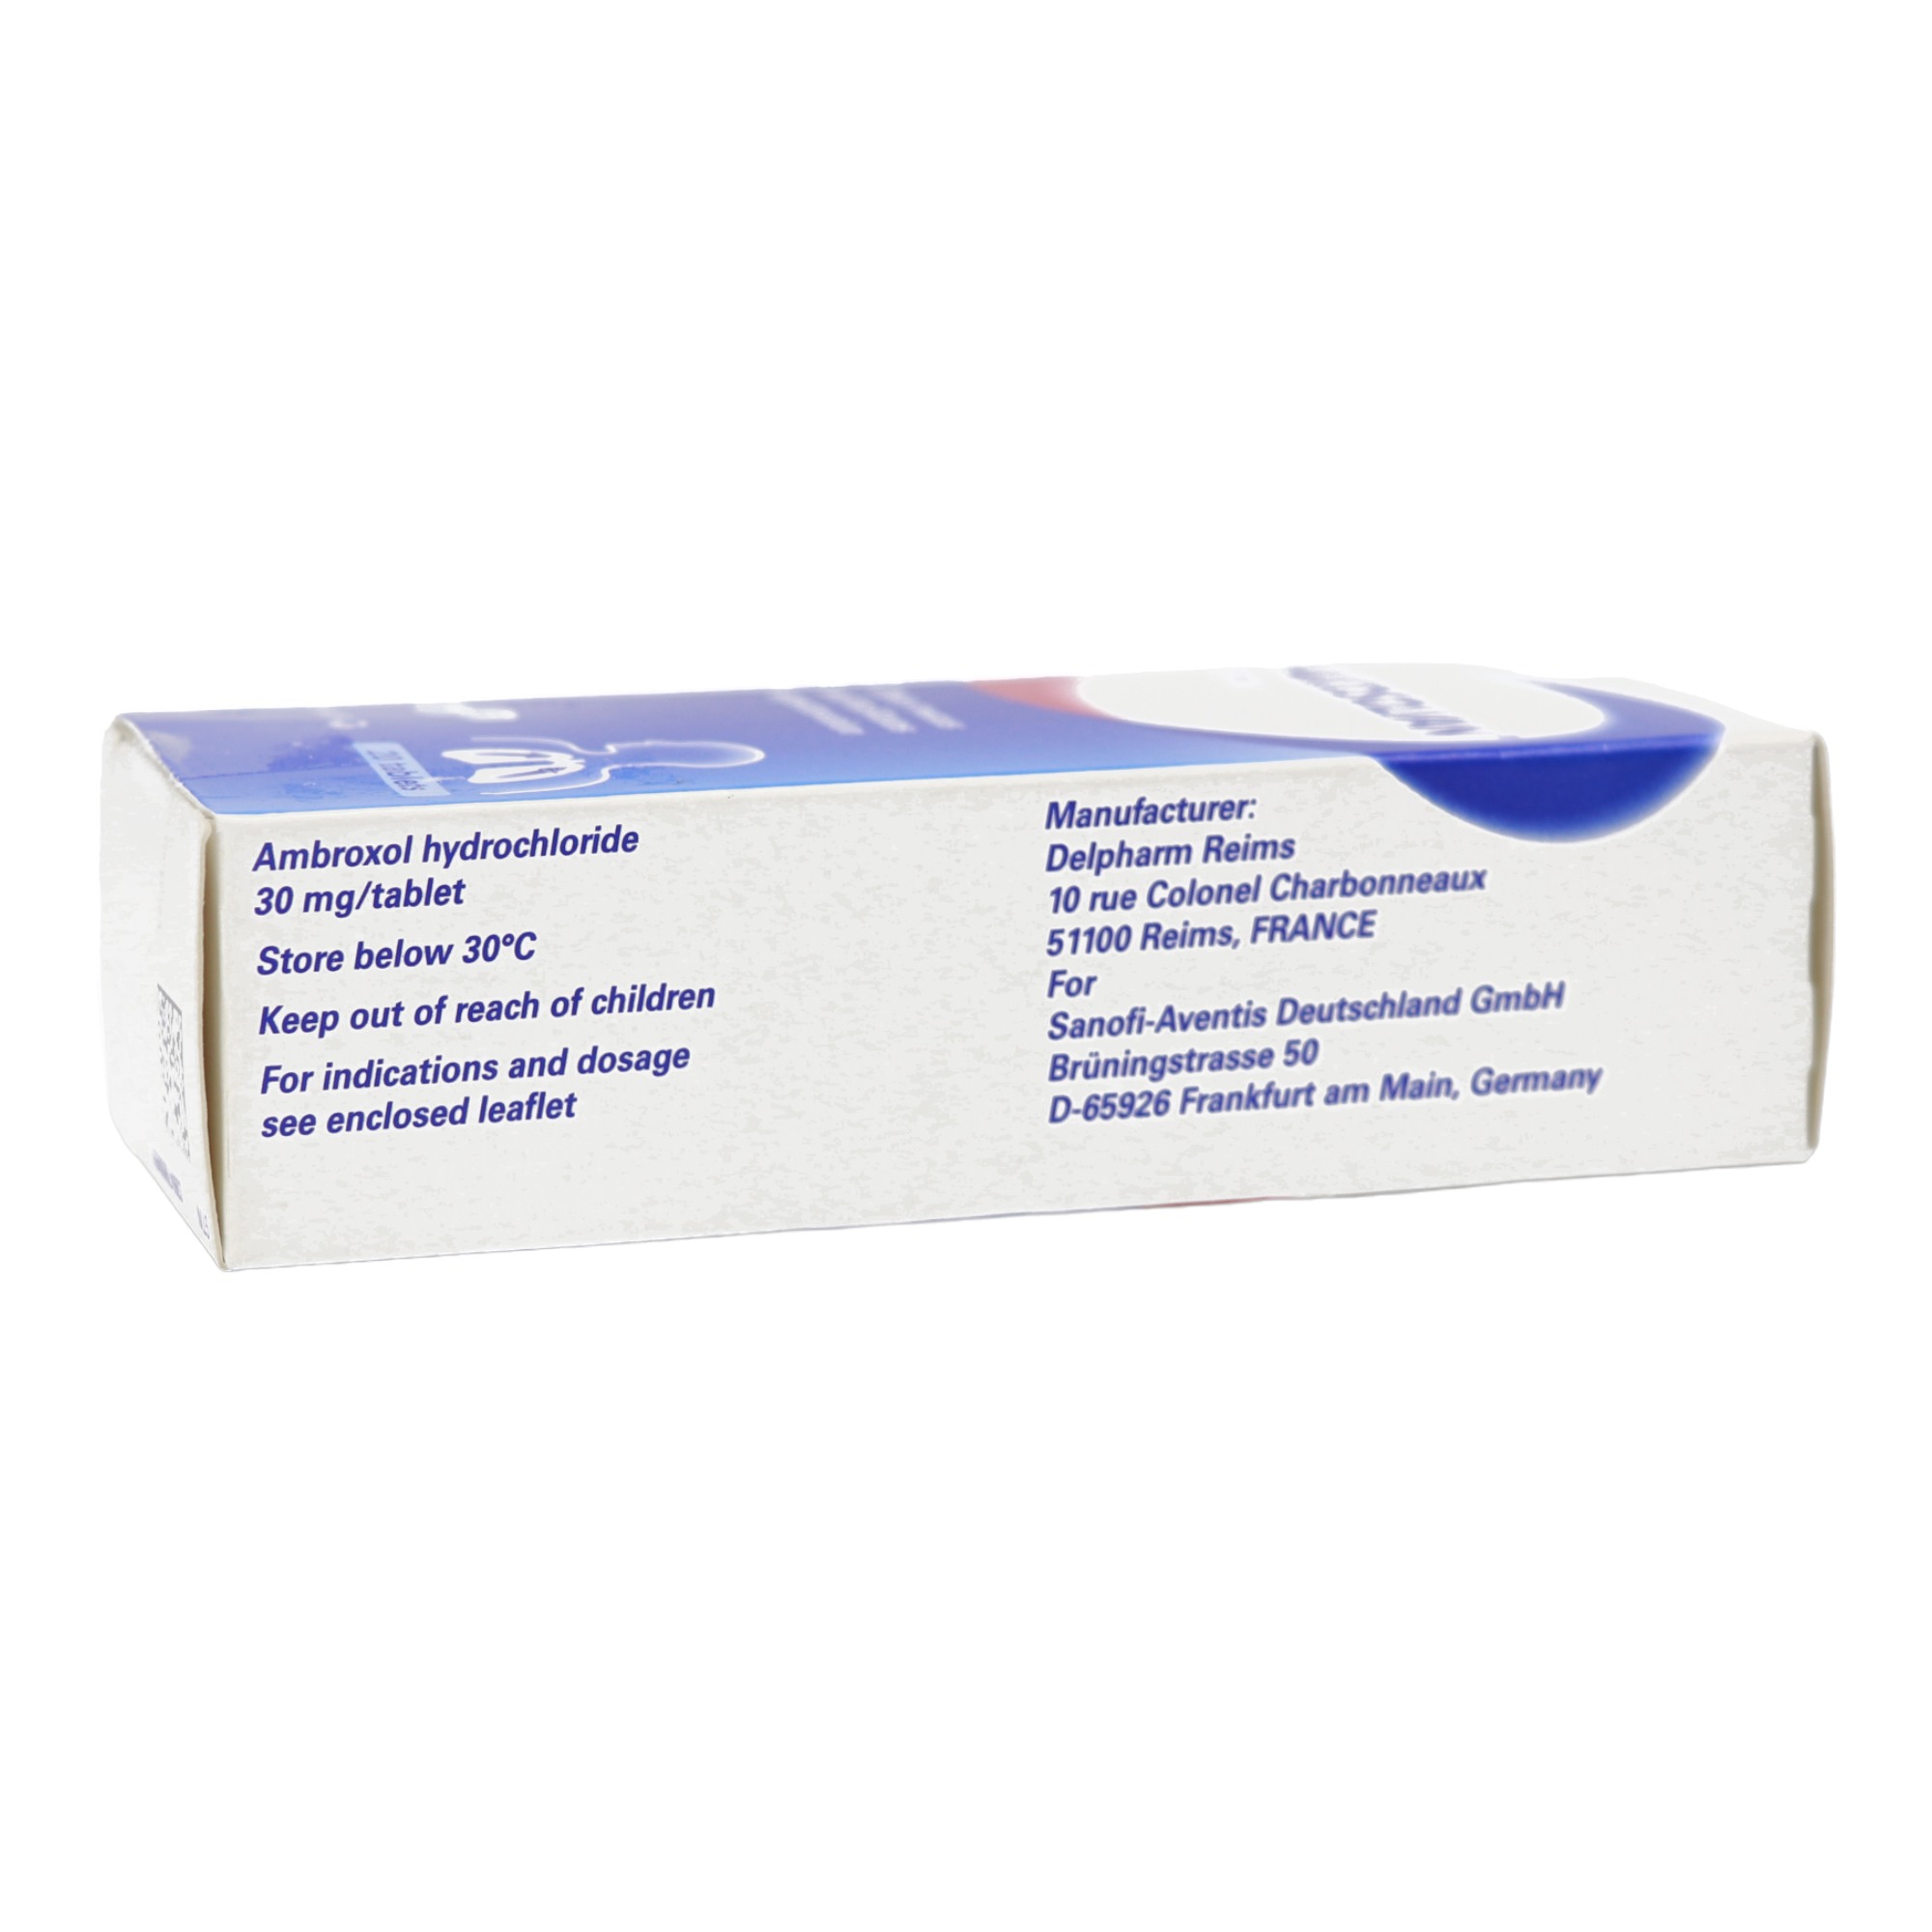 20 tablets
Ambroxol hydrochloride
30 mg/tablet
Store below 30°C
Keep out of reach of children
For indications and dosage
see enclosed leaflet
Manufacturer:
Delpharm Reims
10 rue Colonel Charbonneaux
51100 Reims, FRANCE
For
Sanofi-Aventis Deutschland GmbH
Brüningstrasse 50
D-65926 Frankfurt am Main, Germany